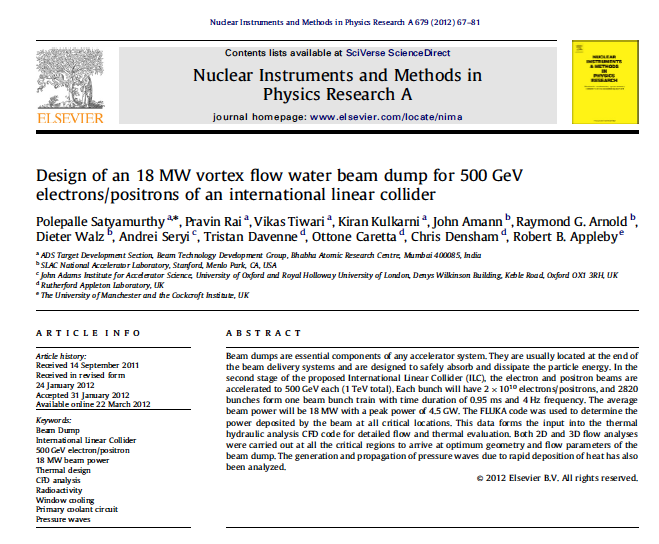 Nuclear Instruments and Methods in Physics Research A 679 (2012) 67–81
Contents lists available at SciVerse ScienceDirect
Nuclear Instruments and Methods in
Physics Research A
journal homepage: www.elsevier.com/locate/nima
ELSEVIER
NUCLEAR
INSTRUMENTS
& METHODS
IN
PHYSICS
RESEARCH
Design of an 18 MW vortex flow water beam dump for 500 GeV
electrons/positrons of an international linear collider
Polepalle Satyamurthy a,*, Pravin Rai a, Vikas Tiwari a, Kiran Kulkarni a, John Amann b, Raymond G. Arnold b,
Dieter Walz b, Andrei Seryi c, Tristan Davenne d, Ottone Caretta d, Chris Densham d, Robert B. Appleby e
a ADS Target Development Section, Beam Technology Development Group, Bhabha Atomic Research Centre, Mumbai 400085, India
b SLAC National Accelerator Laboratory, Stanford, Menlo Park, CA, USA
c John Adams Institute for Accelerator Science, University of Oxford and Royal Holloway University of London, Denys Wilkinson Building, Keble Road, Oxford OX1 3RH, UK
d Rutherford Appleton Laboratory, UK
e The University of Manchester and the Cockcroft Institute, UK
ARTICLE INFO
Article history:
Received 14 September 2011
Received in revised form
24 January 2012
Accepted 31 January 2012
Available online 22 March 2012
Keywords:
Beam Dump
International Linear Collider
500 GeV electron/positron
18 MW beam power
Thermal design
CFD analysis
Radioactivity
Window cooling
Primary coolant circuit
Pressure waves
ABSTRACT
Beam dumps are essential components of any accelerator system. They are usually located at the end of
the beam delivery systems and are designed to safely absorb and dissipate the particle energy. In the
second stage of the proposed International Linear Collider (ILC), the electron and positron beams are
accelerated to 500 GeV each (1 TeV total). Each bunch will have 2 × 10¹⁰ electrons/positrons, and 2820
bunches form one beam bunch train with time duration of 0.95 ms and 4 Hz frequency. The average
beam power will be 18 MW with a peak power of 4.5 GW. The FLUKA code was used to determine the
power deposited by the beam at all critical locations. This data forms the input into the thermal
hydraulic analysis CFD code for detailed flow and thermal evaluation. Both 2D and 3D flow analyses
were carried out at all the critical regions to arrive at optimum geometry and flow parameters of the
beam dump. The generation and propagation of pressure waves due to rapid deposition of heat has also
been analyzed.
© 2012 Elsevier B.V. All rights reserved.